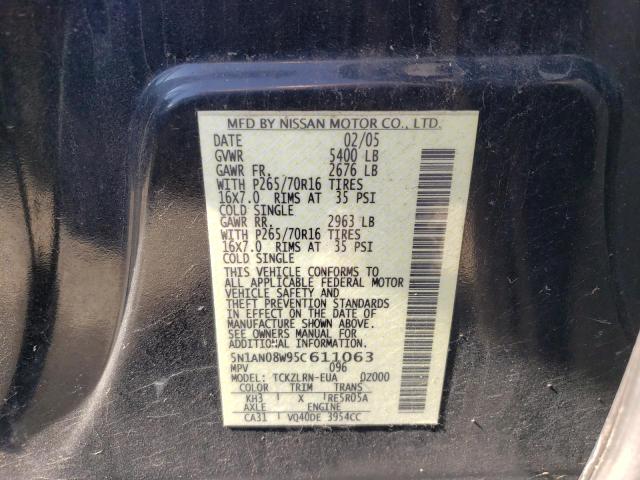 MFD BY NISSAN MOTOR CO., LTD.
DATE 02/05
GVWR 5400 LB
GAWR FR. 2676 LB
WITH P265/70R16 TIRES
16X7.0 RIMS AT 35 PSI
COLD SINGLE
GAWR RR. 2963 LB
WITH P265/70R16 TIRES
16X7.0 RIMS AT 35 PSI
COLD SINGLE
THIS VEHICLE CONFORMS TO
ALL APPLICABLE FEDERAL MOTOR
VEHICLE SAFETY AND
THEFT PREVENTION STANDARDS
IN EFFECT ON THE DATE OF
MANUFACTURE SHOWN ABOVE.
SEE OWNERS MANUAL FOR
ADDITIONAL INFORMATION.
5N1AN08W95C611063
MPV 096
MODEL: TCKZLRN-EUA D2000
COLOR TRIM TRANS
KH3 X RE5R05A
AXLE ENGINE
CA31 VQ40DE 3954CC